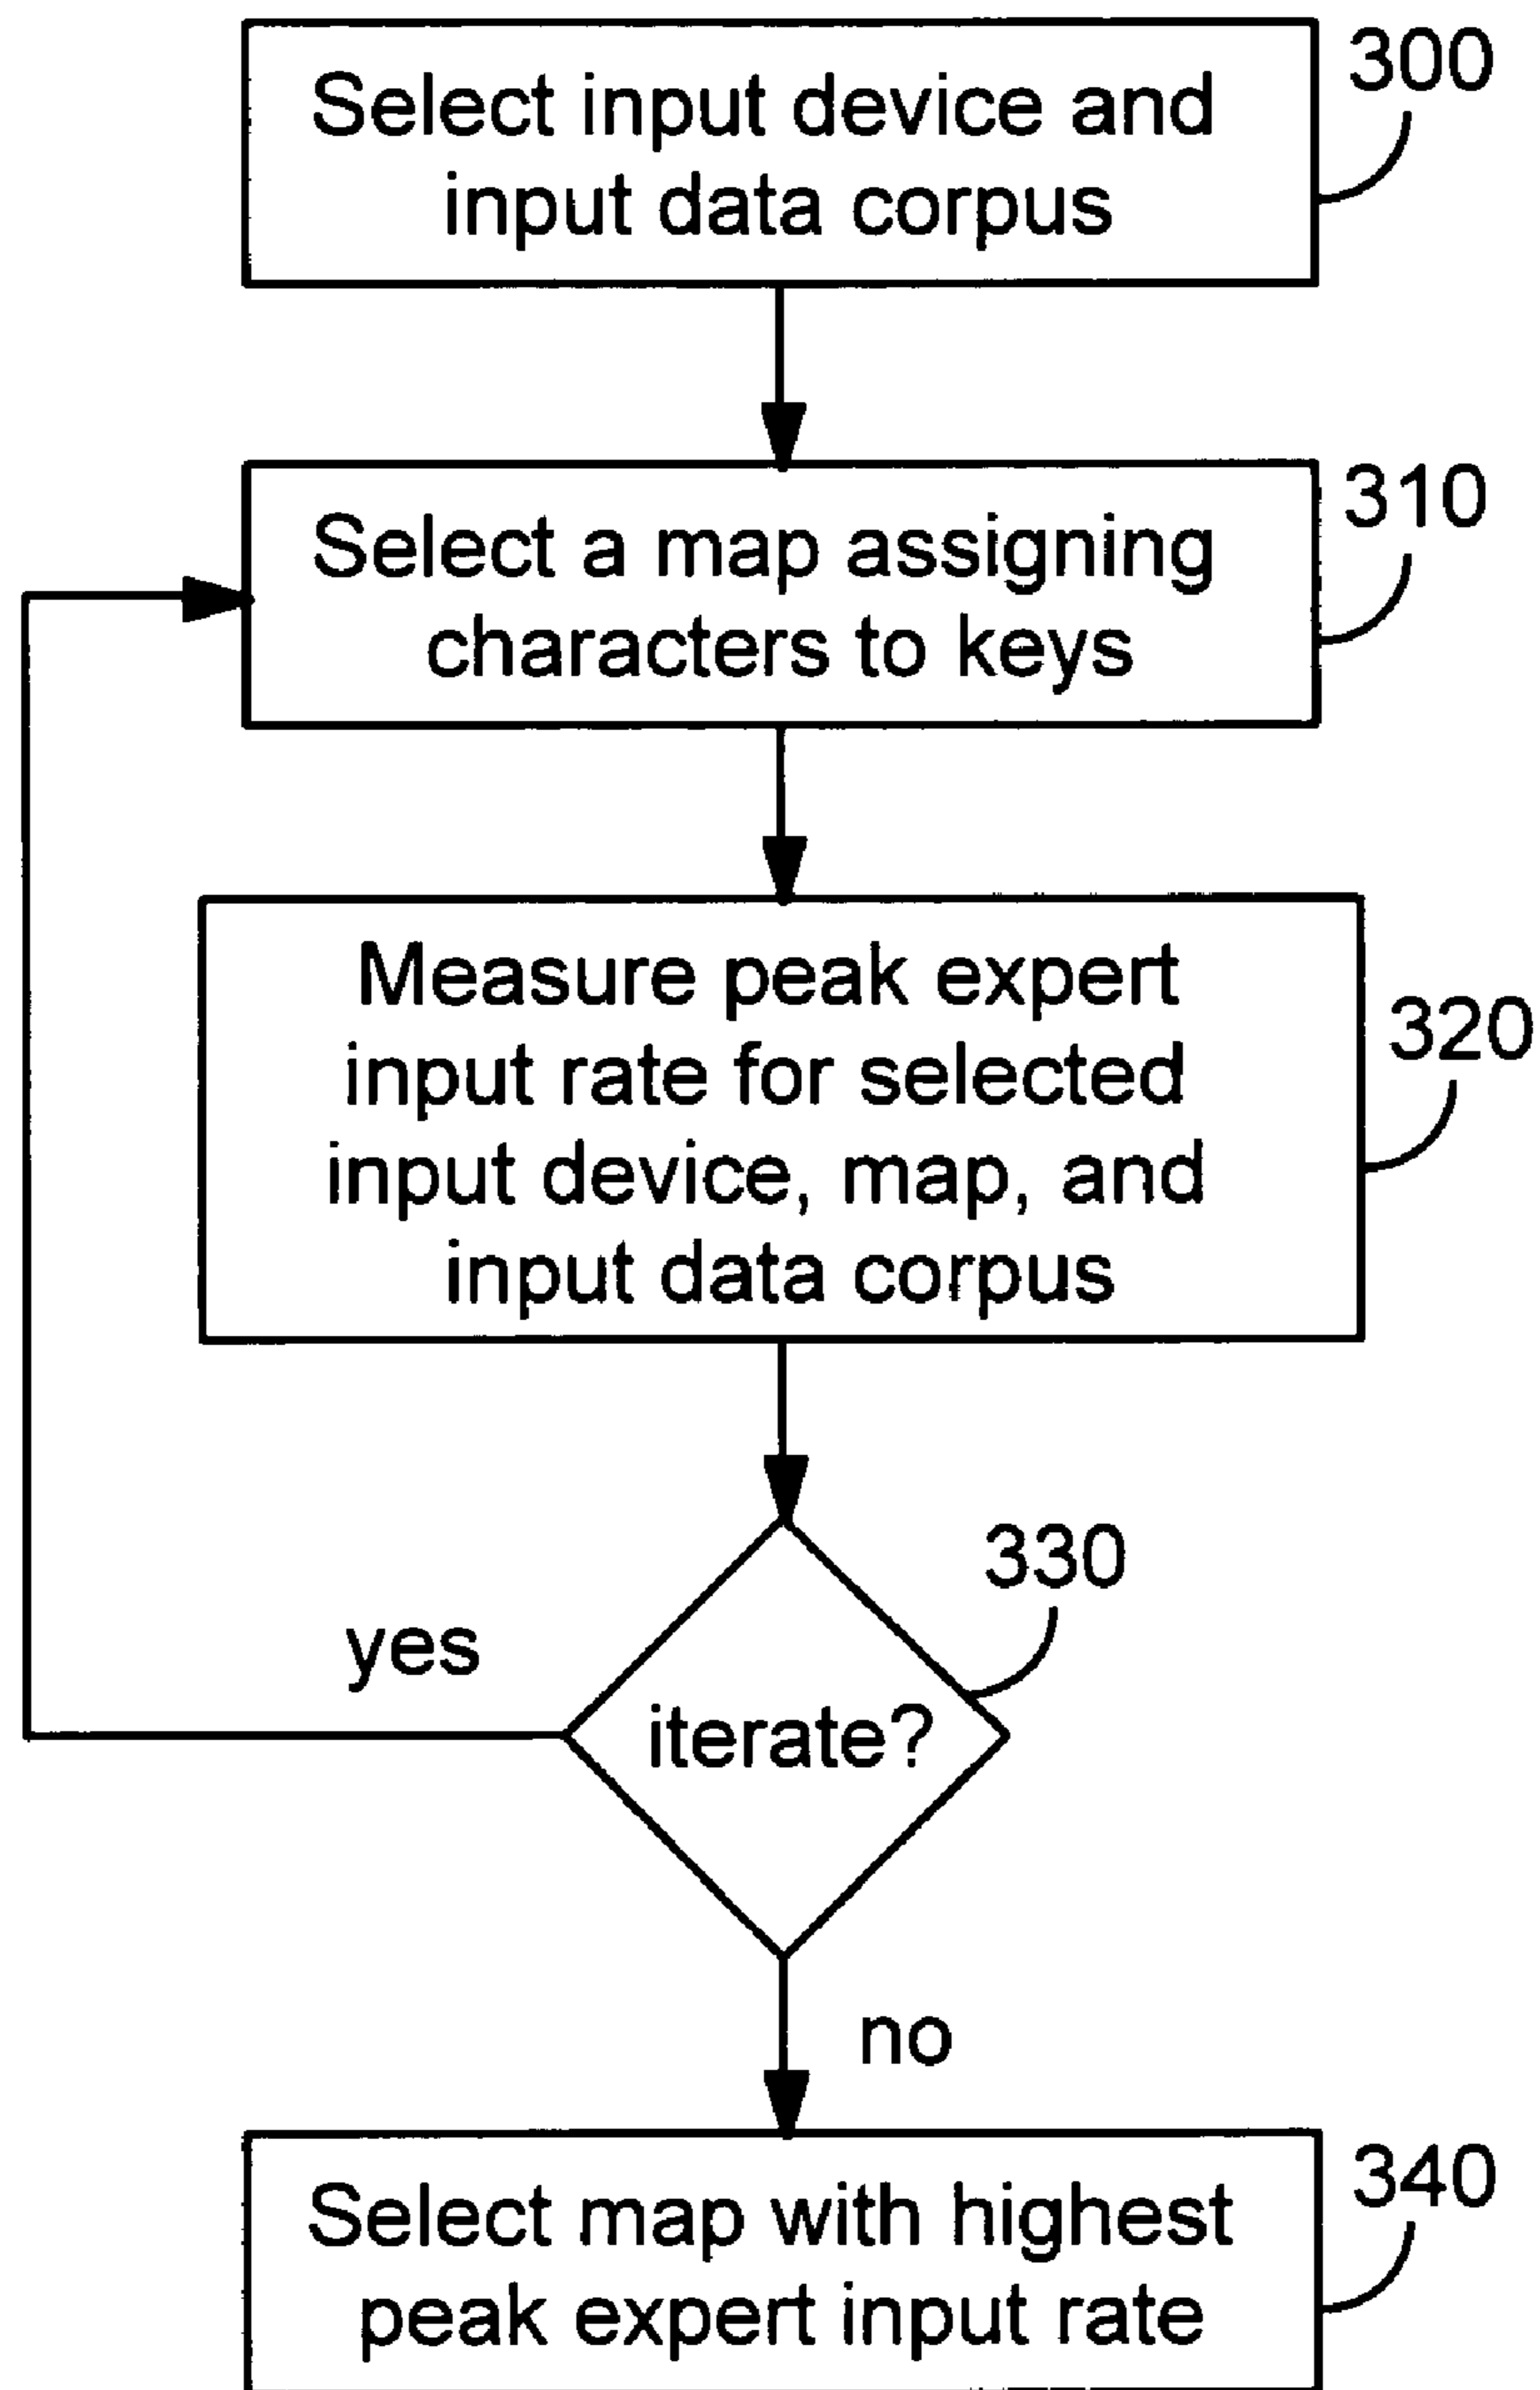 Select input device and
input data corpus
300
Select a map assigning
characters to keys
310
Measure peak expert
input rate for selected
input device, map, and
input data corpus
320
330
yes
iterate?
no
Select map with highest
peak expert input rate
340